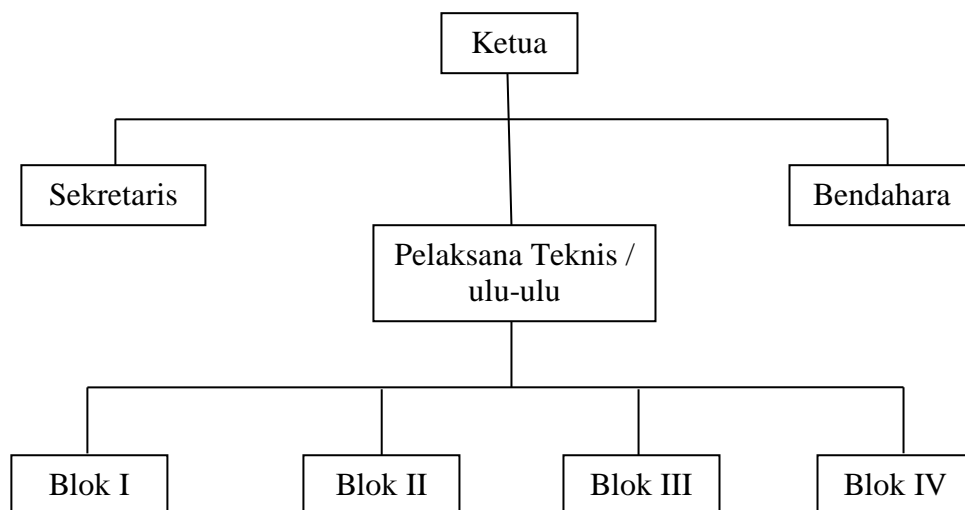 Ketua
Sekretaris
Bendahara
Pelaksana Teknis /
ulu-ulu
Blok I
Blok II
Blok III
Blok IV